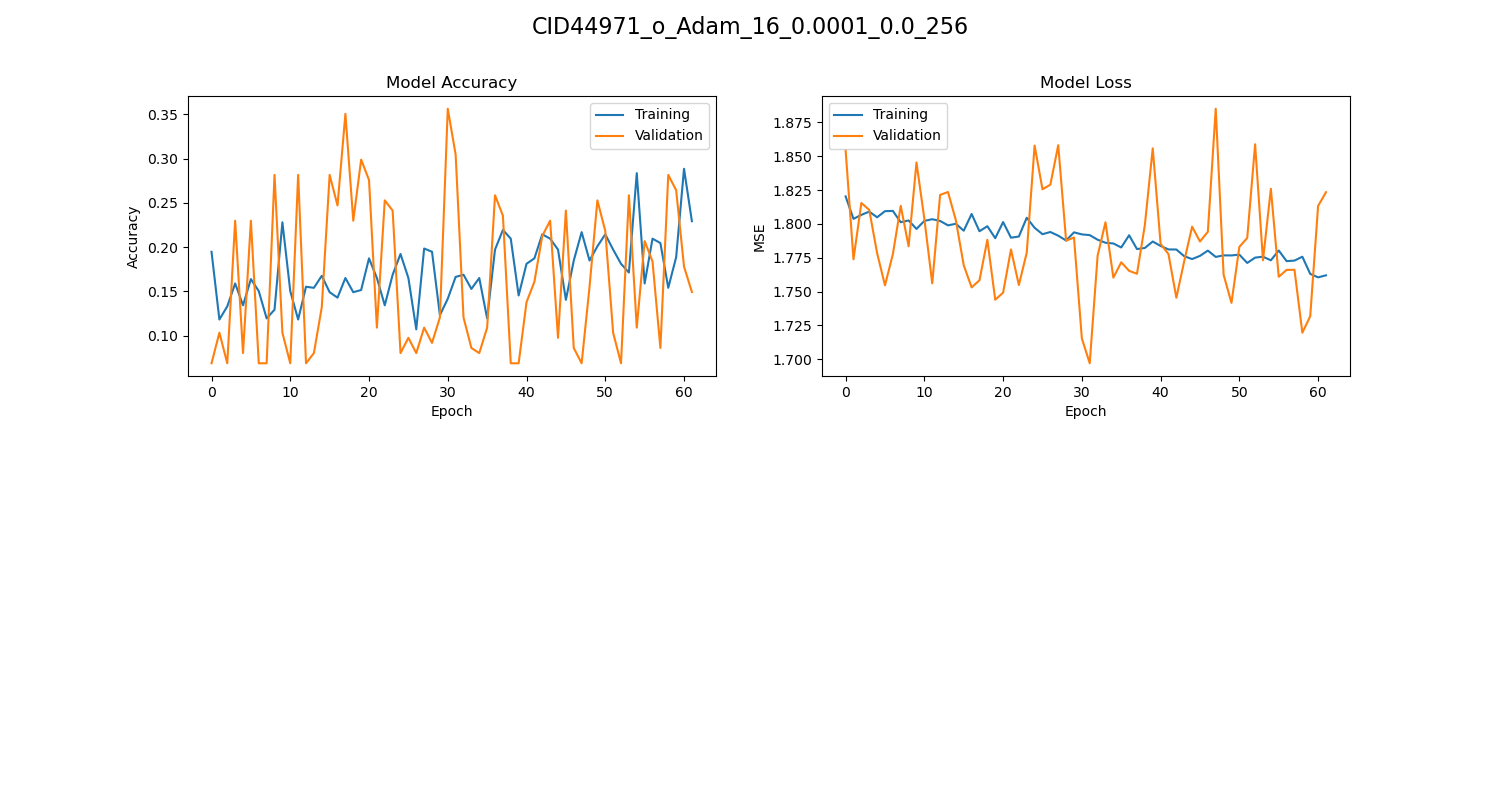 CID44971_o_Adam_16_0.0001_0.0_256
Model Accuracy
Training
Validation
0.35
0.30
0.25
0.20
0.15
0.10
Accuracy
0
10
20
30
40
50
60
Epoch
Model Loss
Training
Validation
1.875
1.850
1.825
1.800
1.775
1.750
1.725
1.700
MSE
0
10
20
30
40
50
60
Epoch